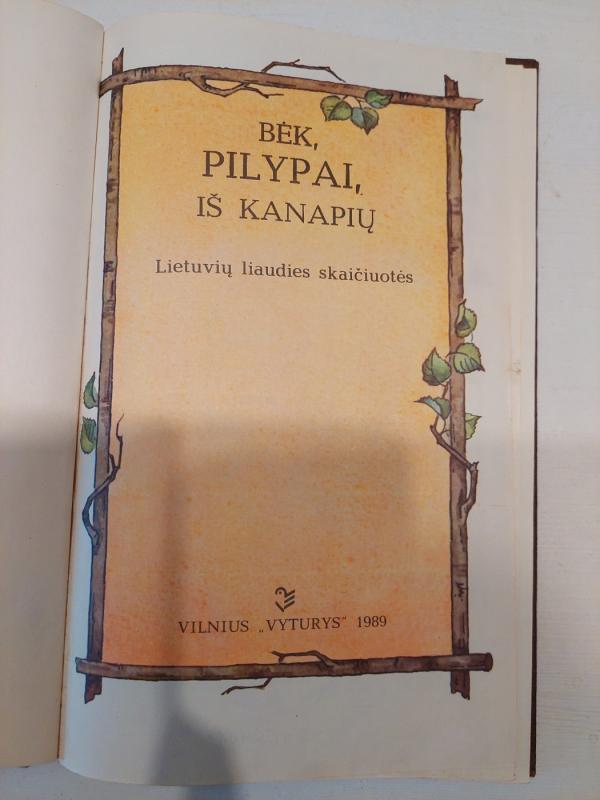 BĖK,
PILYPAI,
IŠ KANAPIŲ
Lietuvių liaudies skaičiuotės
VILNIUS „VYTURYS“ 1989